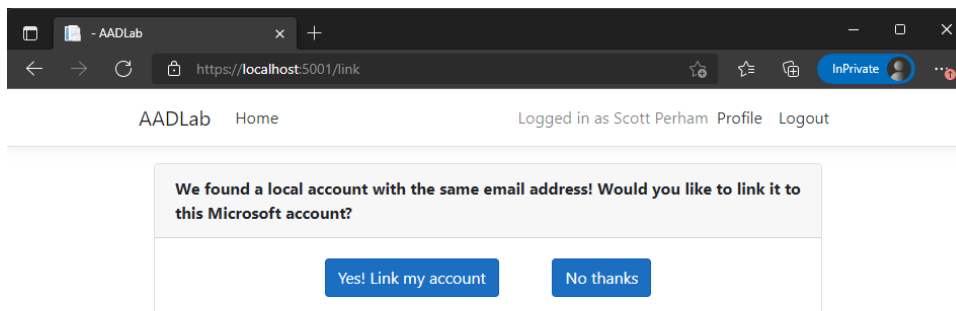 - AADLab
https://localhost:5001/link
InPrivate
AADLab Home Logged in as Scott Perham Profile Logout
We found a local account with the same email address! Would you like to link it to
this Microsoft account?
Yes! Link my account No thanks